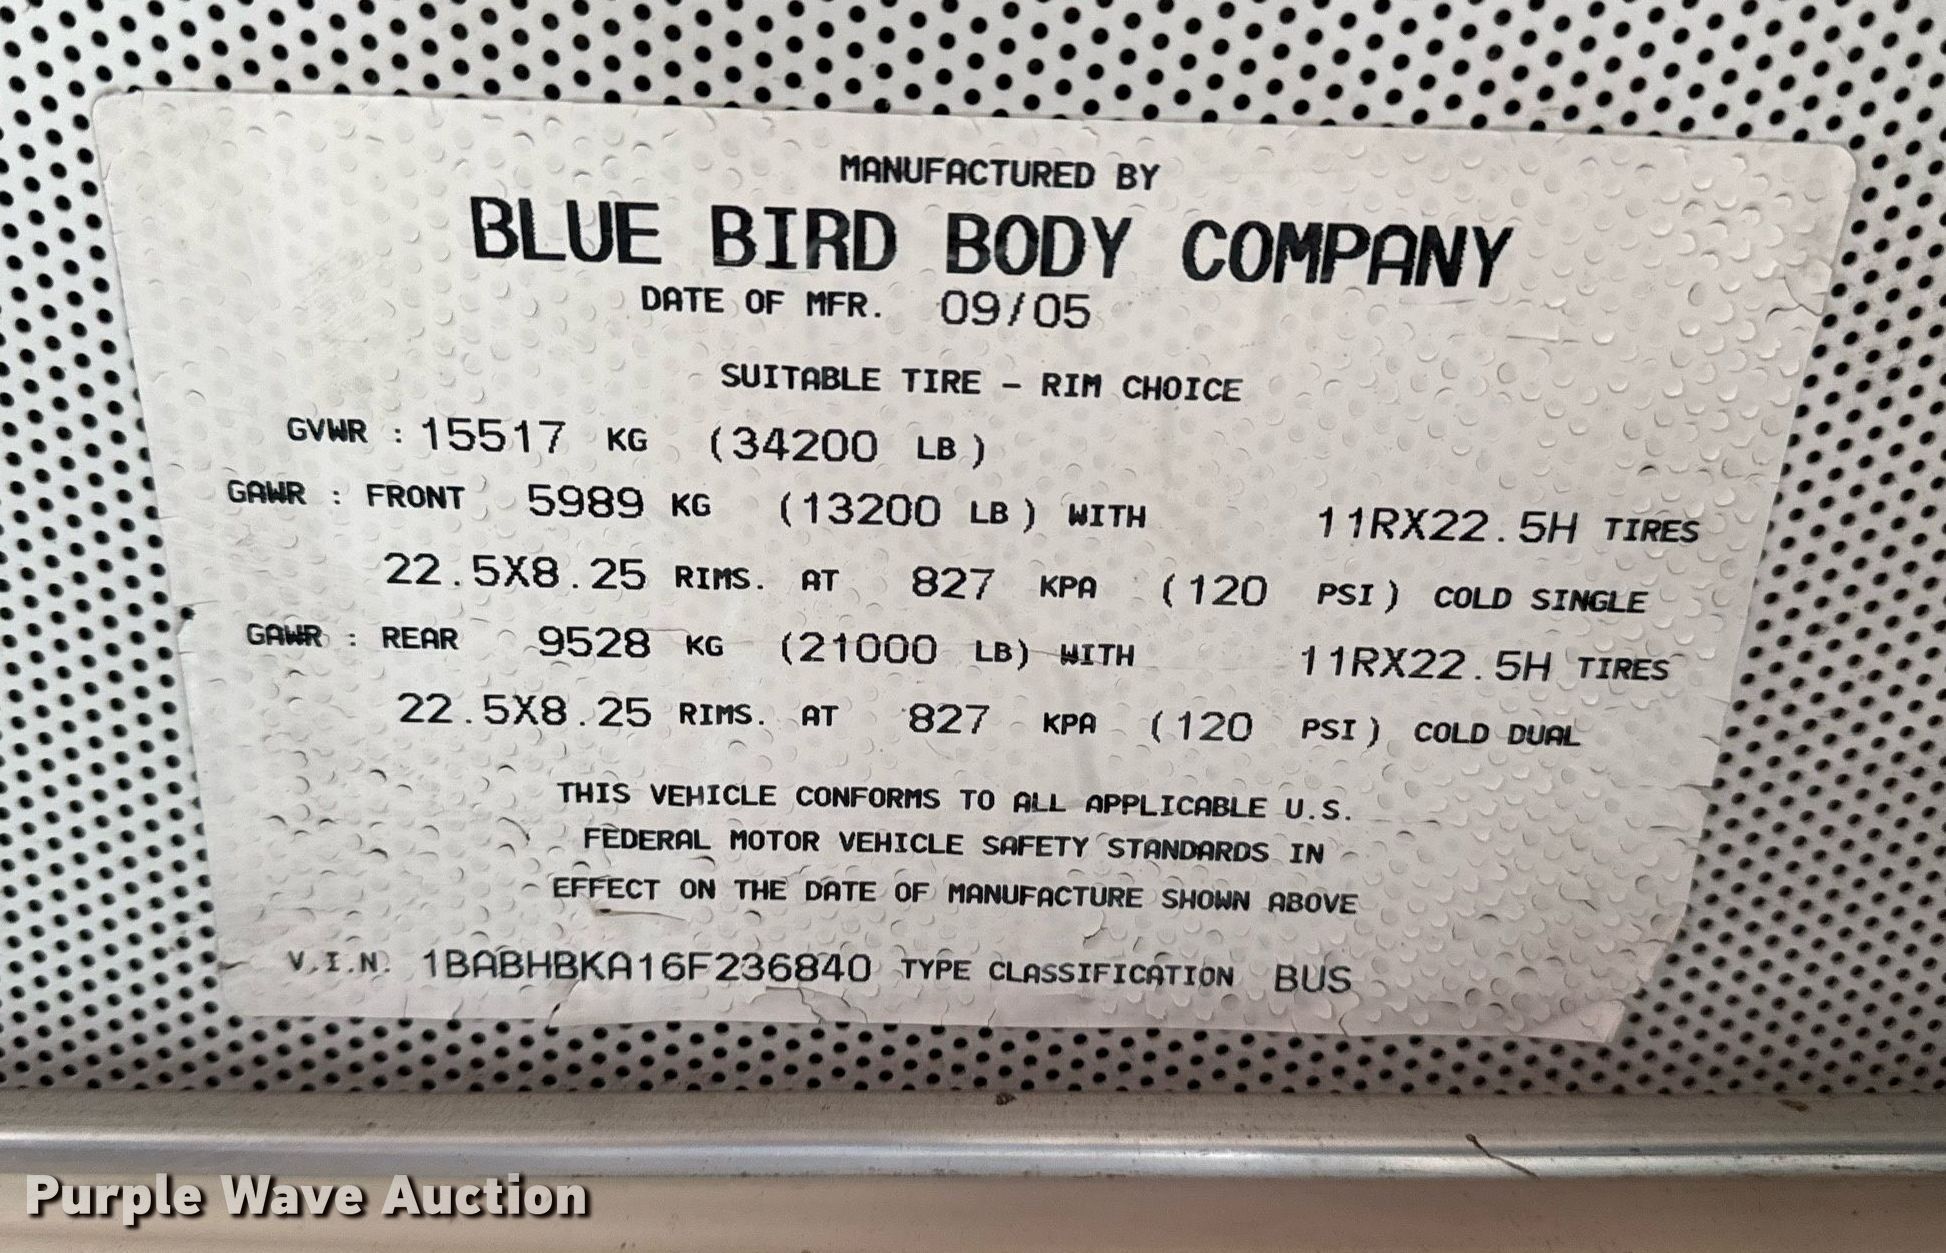 MANUFACTURED BY
BLUE BIRD BODY COMPANY
DATE OF MFR. 09/05
SUITABLE TIRE - RIM CHOICE
GVWR : 15517 KG (34200 LB)
GAWR : FRONT 5989 KG (13200 LB) WITH 11RX22.5H TIRES
22.5X8.25 RIMS. AT 827 KPA (120 PSI) COLD SINGLE
GAWR : REAR 9528 KG (21000 LB) WITH 11RX22.5H TIRES
22.5X8.25 RIMS. AT 827 KPA (120 PSI) COLD DUAL
THIS VEHICLE CONFORMS TO ALL APPLICABLE U.S.
FEDERAL MOTOR VEHICLE SAFETY STANDARDS IN
EFFECT ON THE DATE OF MANUFACTURE SHOWN ABOVE
V.I.N. 1BABHBKA16F236840 TYPE CLASSIFICATION BUS
Purple Wave Auction